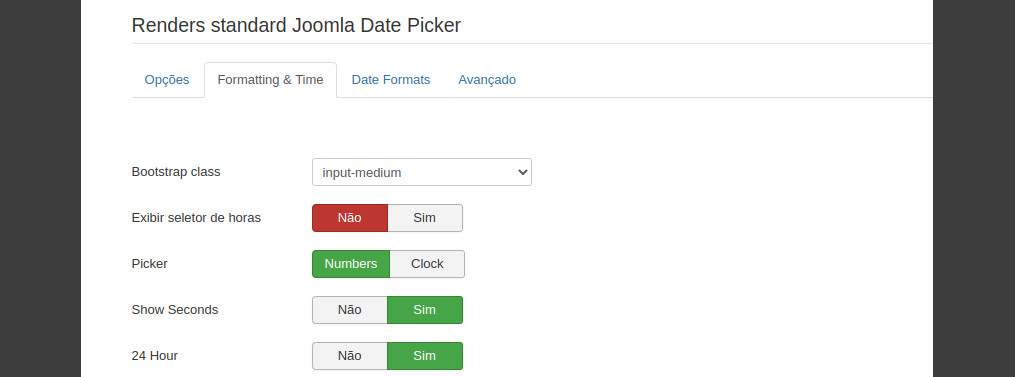 Renders standard Joomla Date Picker
Opções Formatting & Time Date Formats Avançado
Bootstrap class input-medium
Exibir seletor de horas Não Sim
Picker Numbers Clock
Show Seconds Não Sim
24 Hour Não Sim